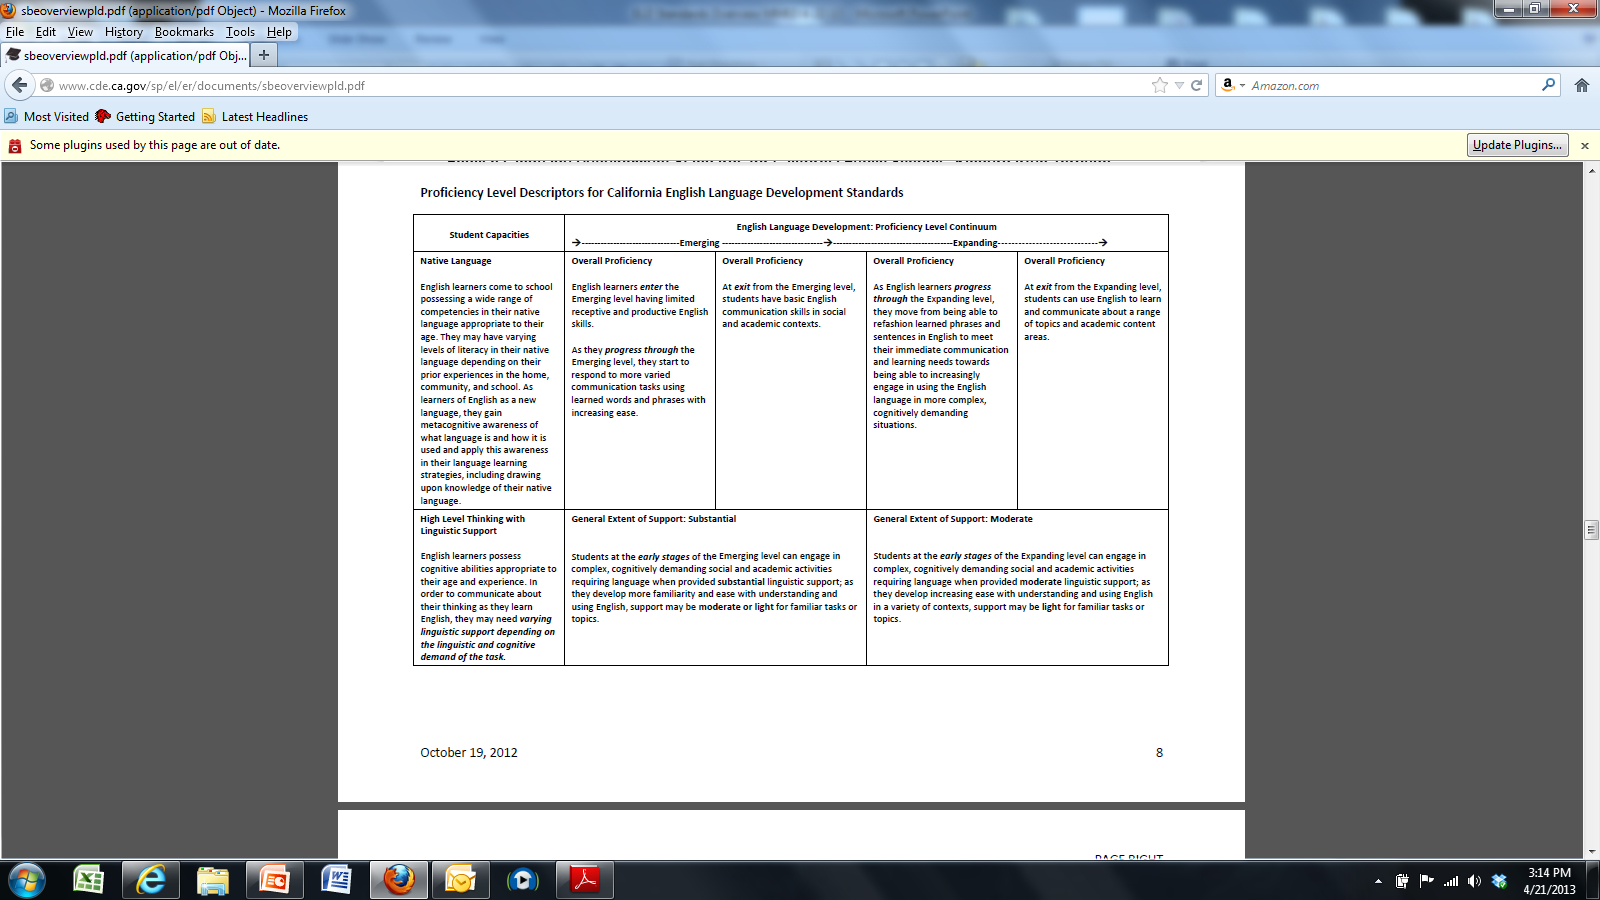 sbeoverviewpld.pdf (application/pdf Object) - Mozilla Firefox
File Edit View History Bookmarks Tools Help
sbeoverviewpld.pdf (application/pdf Obj...
www.cde.ca.gov/sp/el/er/documents/sbeoverviewpld.pdf
Amazon.com
Most Visited Getting Started Latest Headlines
Some plugins used by this page are out of date.
Update Plugins...
Proficiency Level Descriptors for California English Language Development Standards
Student Capacities
English Language Development: Proficiency Level Continuum
→-------------------------------Emerging --------------------------------→--------------------------------------Expanding-----------------------------→
Native Language
English learners come to school
possessing a wide range of
competencies in their native
language appropriate to their
age. They may have varying
levels of literacy in their native
language depending on their
prior experiences in the home,
community, and school. As
learners of English as a new
language, they gain
metacognitive awareness of
what language is and how it is
used and apply this awareness
in their language learning
strategies, including drawing
upon knowledge of their native
language.
Overall Proficiency
English learners enter the
Emerging level having limited
receptive and productive English
skills.
As they progress through the
Emerging level, they start to
respond to more varied
communication tasks using
learned words and phrases with
increasing ease.
Overall Proficiency
At exit from the Emerging level,
students have basic English
communication skills in social
and academic contexts.
Overall Proficiency
As English learners progress
through the Expanding level,
they move from being able to
refashion learned phrases and
sentences in English to meet
their immediate communication
and learning needs towards
being able to increasingly
engage in using the English
language in more complex,
cognitively demanding
situations.
Overall Proficiency
At exit from the Expanding level,
students can use English to learn
and communicate about a range
of topics and academic content
areas.
High Level Thinking with
Linguistic Support
English learners possess
cognitive abilities appropriate to
their age and experience. In
order to communicate about
their thinking as they learn
English, they may need varying
linguistic support depending on
the linguistic and cognitive
demand of the task.
General Extent of Support: Substantial
Students at the early stages of the Emerging level can engage in
complex, cognitively demanding social and academic activities
requiring language when provided substantial linguistic support; as
they develop more familiarity and ease with understanding and
using English, support may be moderate or light for familiar tasks or
topics.
General Extent of Support: Moderate
Students at the early stages of the Expanding level can engage in
complex, cognitively demanding social and academic activities
requiring language when provided moderate linguistic support; as
they develop increasing ease with understanding and using English
in a variety of contexts, support may be light for familiar tasks or
topics.
October 19, 2012 8
PAGE RIGHT
3:14 PM
4/21/2013